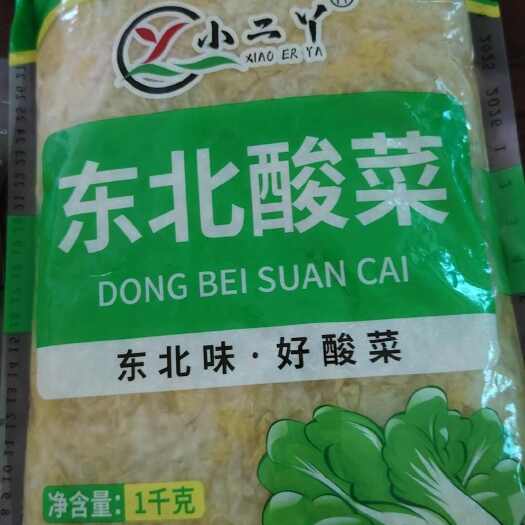 小二丫
XIAO ER YA
东北酸菜
DONG BEI SUAN CAI
东北味·好酸菜
净含量: 1千克